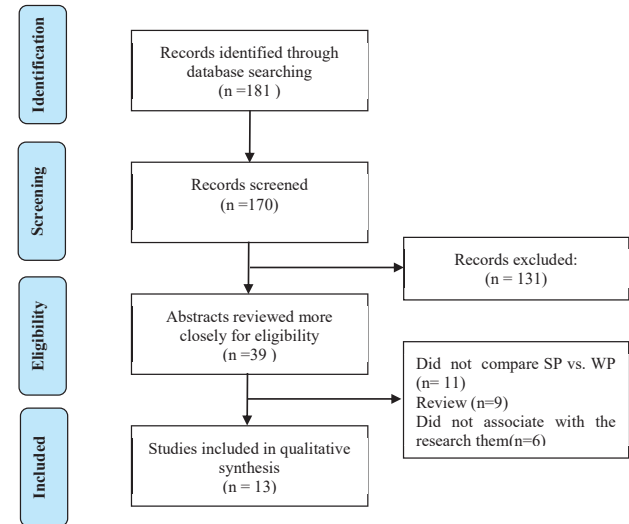 Identification
Records identified through
database searching
(n =181 )
Screening
Records screened
(n =170)
Records excluded:
(n = 131)
Eligibility
Abstracts reviewed more
closely for eligibility
(n =39 )
Did not compare SP vs. WP
(n= 11)
Review (n=9)
Did not associate with the
research them(n=6)
Included
Studies included in qualitative
synthesis
(n = 13)